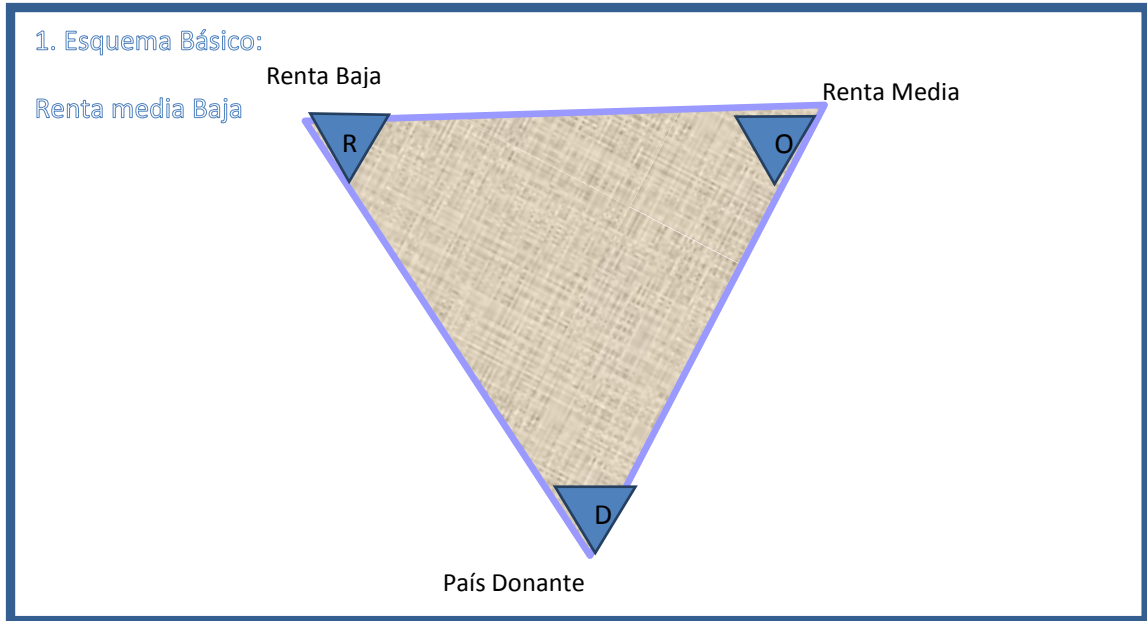 1. Esquema Básico:
Renta Baja
Renta Media
Renta media Baja
R
O
D
País Donante